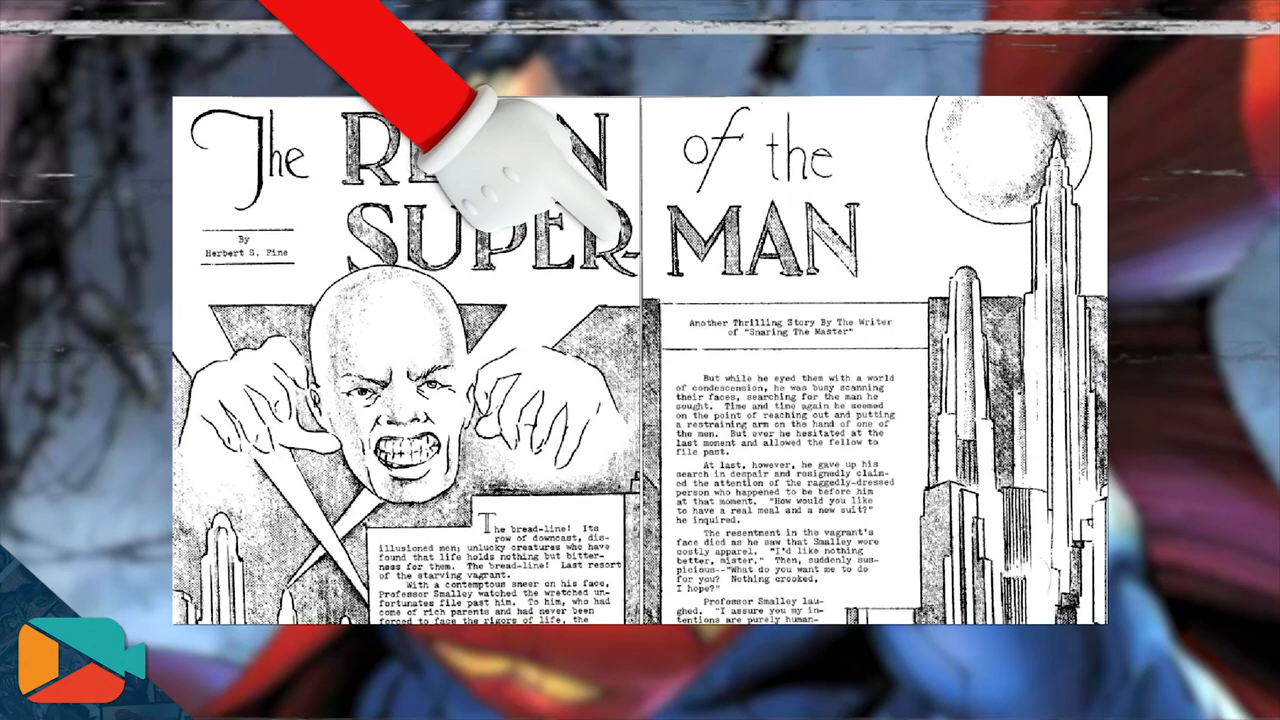 The RE N
SUPER-
By
Herbert S. Fine
The bread-line! Its
row of downcast, dis-
illusioned men; unlucky creatures who have
found that life holds nothing but bitter-
ness for them. The bread-line! Last resort
of the starving vagrant.
With a contemptuous sneer on his face,
Professor Smalley watched the wretched un-
fortunates file past him. To him, who had
come of rich parents and had never been
forced to face the rigors of life, the
of the
MAN
Another Thrilling Story By The Writer
of "Snaring The Master"
But while he eyed them with a world
of condescension, he was busy scanning
their faces, searching for the man he
sought. Time and time again he seemed
on the point of reaching out and putting
a restraining arm on the hand of one of
the men. But ever he hesitated at the
last moment and allowed the fellow to
file past.
At last, however, he gave up his
search in despair and resignedly claim-
ed the attention of the raggedly-dressed
person who happened to be before him
at that moment. "How would you like
to have a real meal and a new suit?"
he inquired.
The resentment in the vagrant's
face died as he saw that Smalley wore
costly apparel. "I'd like nothing
better, mister." Then, suddenly sus-
picious--"What do you want me to do
for you? Nothing crooked,
I hope?"
Professor Smalley lau-
ghed. "I assure you my in-
tentions are purely human-